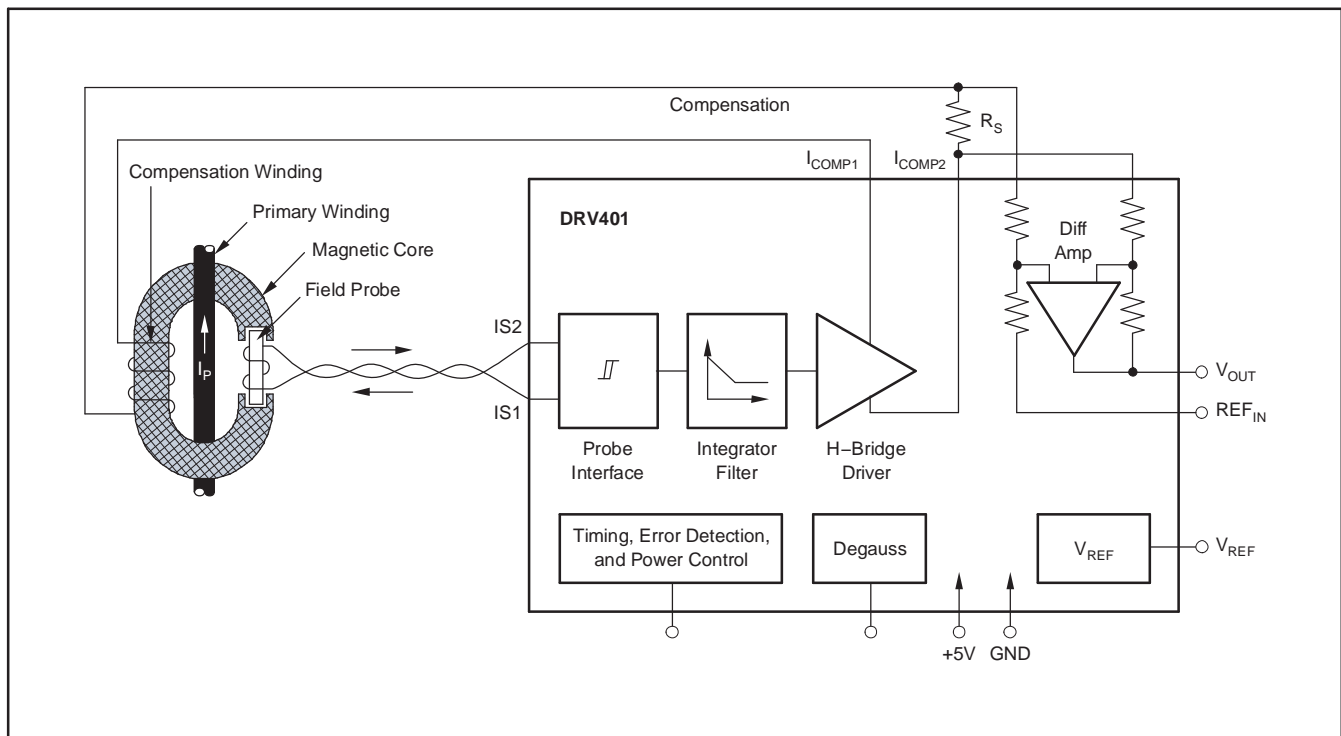 Compensation
R_S
I_COMP1
I_COMP2
Compensation Winding
DRV401
Primary Winding
Diff
Amp
Magnetic Core
Field Probe
IS2
I_P
V_OUT
IS1
REF_IN
Probe
Interface
Integrator
Filter
H−Bridge
Driver
Timing, Error Detection,
and Power Control
Degauss
V_REF
V_REF
+5V
GND